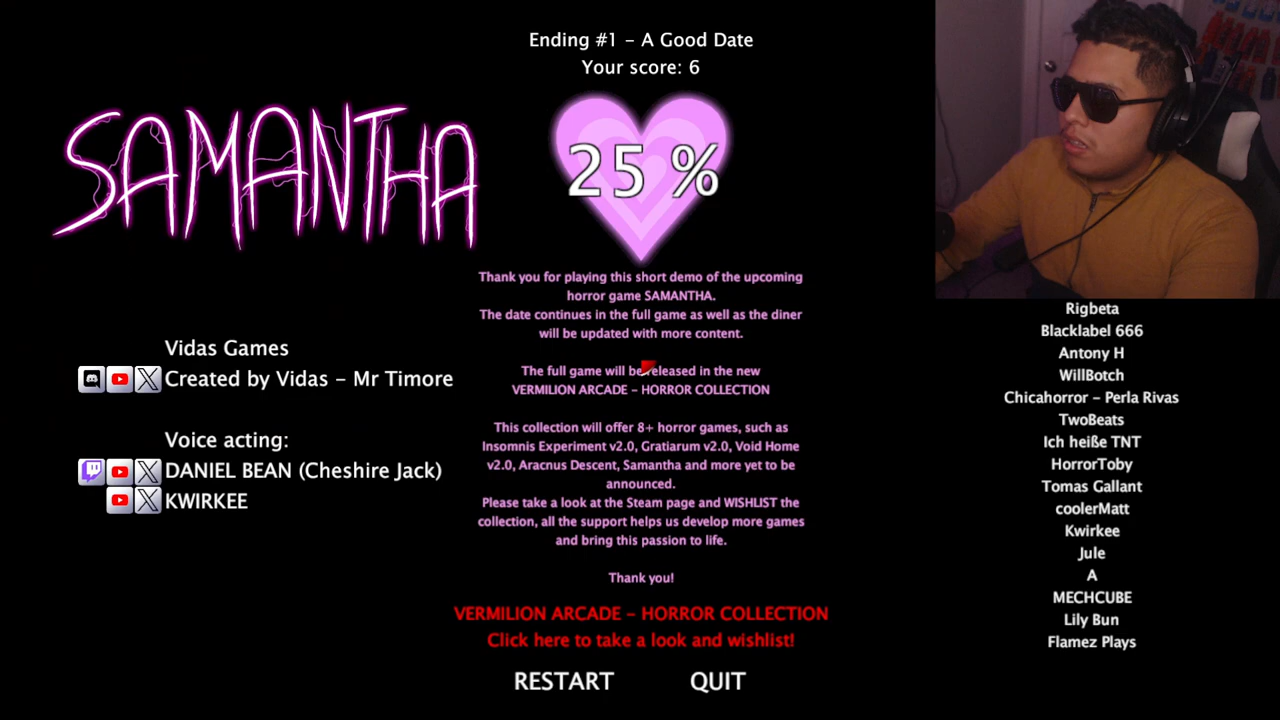 Ending #1 - A Good Date
Your score: 6
SAMANTHA
25 %
Thank you for playing this short demo of the upcoming
horror game SAMANTHA.
The date continues in the full game as well as the diner
will be updated with more content.
The full game will be released in the new
VERMILION ARCADE - HORROR COLLECTION
This collection will offer 8+ horror games, such as
Insomnis Experiment v2.0, Gratiarum v2.0, Void Home
v2.0, Aracnus Descent, Samantha and more yet to be
announced.
Please take a look at the Steam page and WISHLIST the
collection, all the support helps us develop more games
and bring this passion to life.
Thank you!
VERMILION ARCADE - HORROR COLLECTION
Click here to take a look and wishlist!
RESTART QUIT
Vidas Games
Created by Vidas - Mr Timore
Voice acting:
DANIEL BEAN (Cheshire Jack)
KWIRKEE
Rigbeta
Blacklabel 666
Antony H
WillBotch
Chicahorror - Perla Rivas
TwoBeats
Ich heiße TNT
HorrorToby
Tomas Gallant
coolerMatt
Kwirkee
Jule
A
MECHCUBE
Lily Bun
Flamez Plays